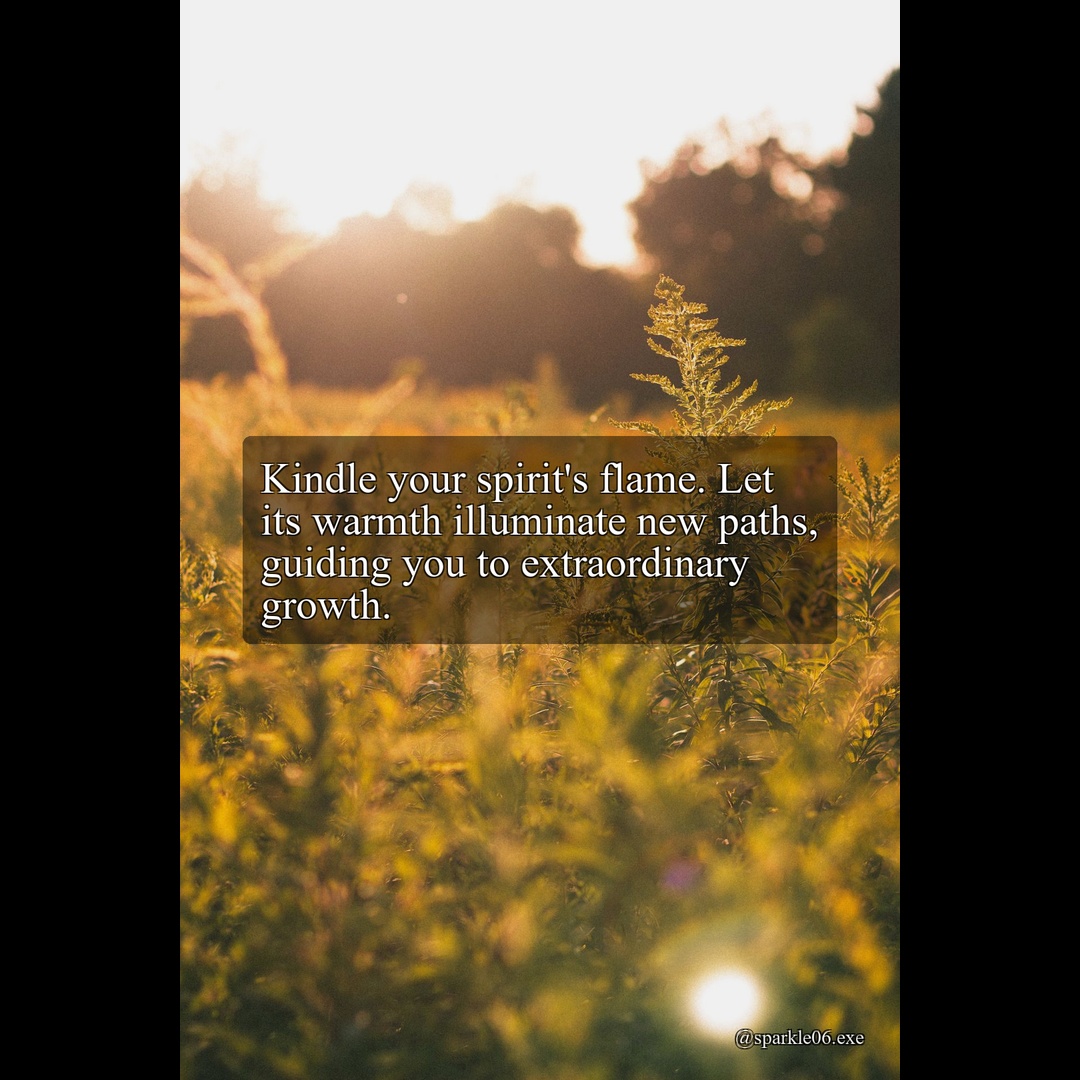 Kindle your spirit's flame. Let
its warmth illuminate new paths,
guiding you to extraordinary
growth.
@sparkle06.exe